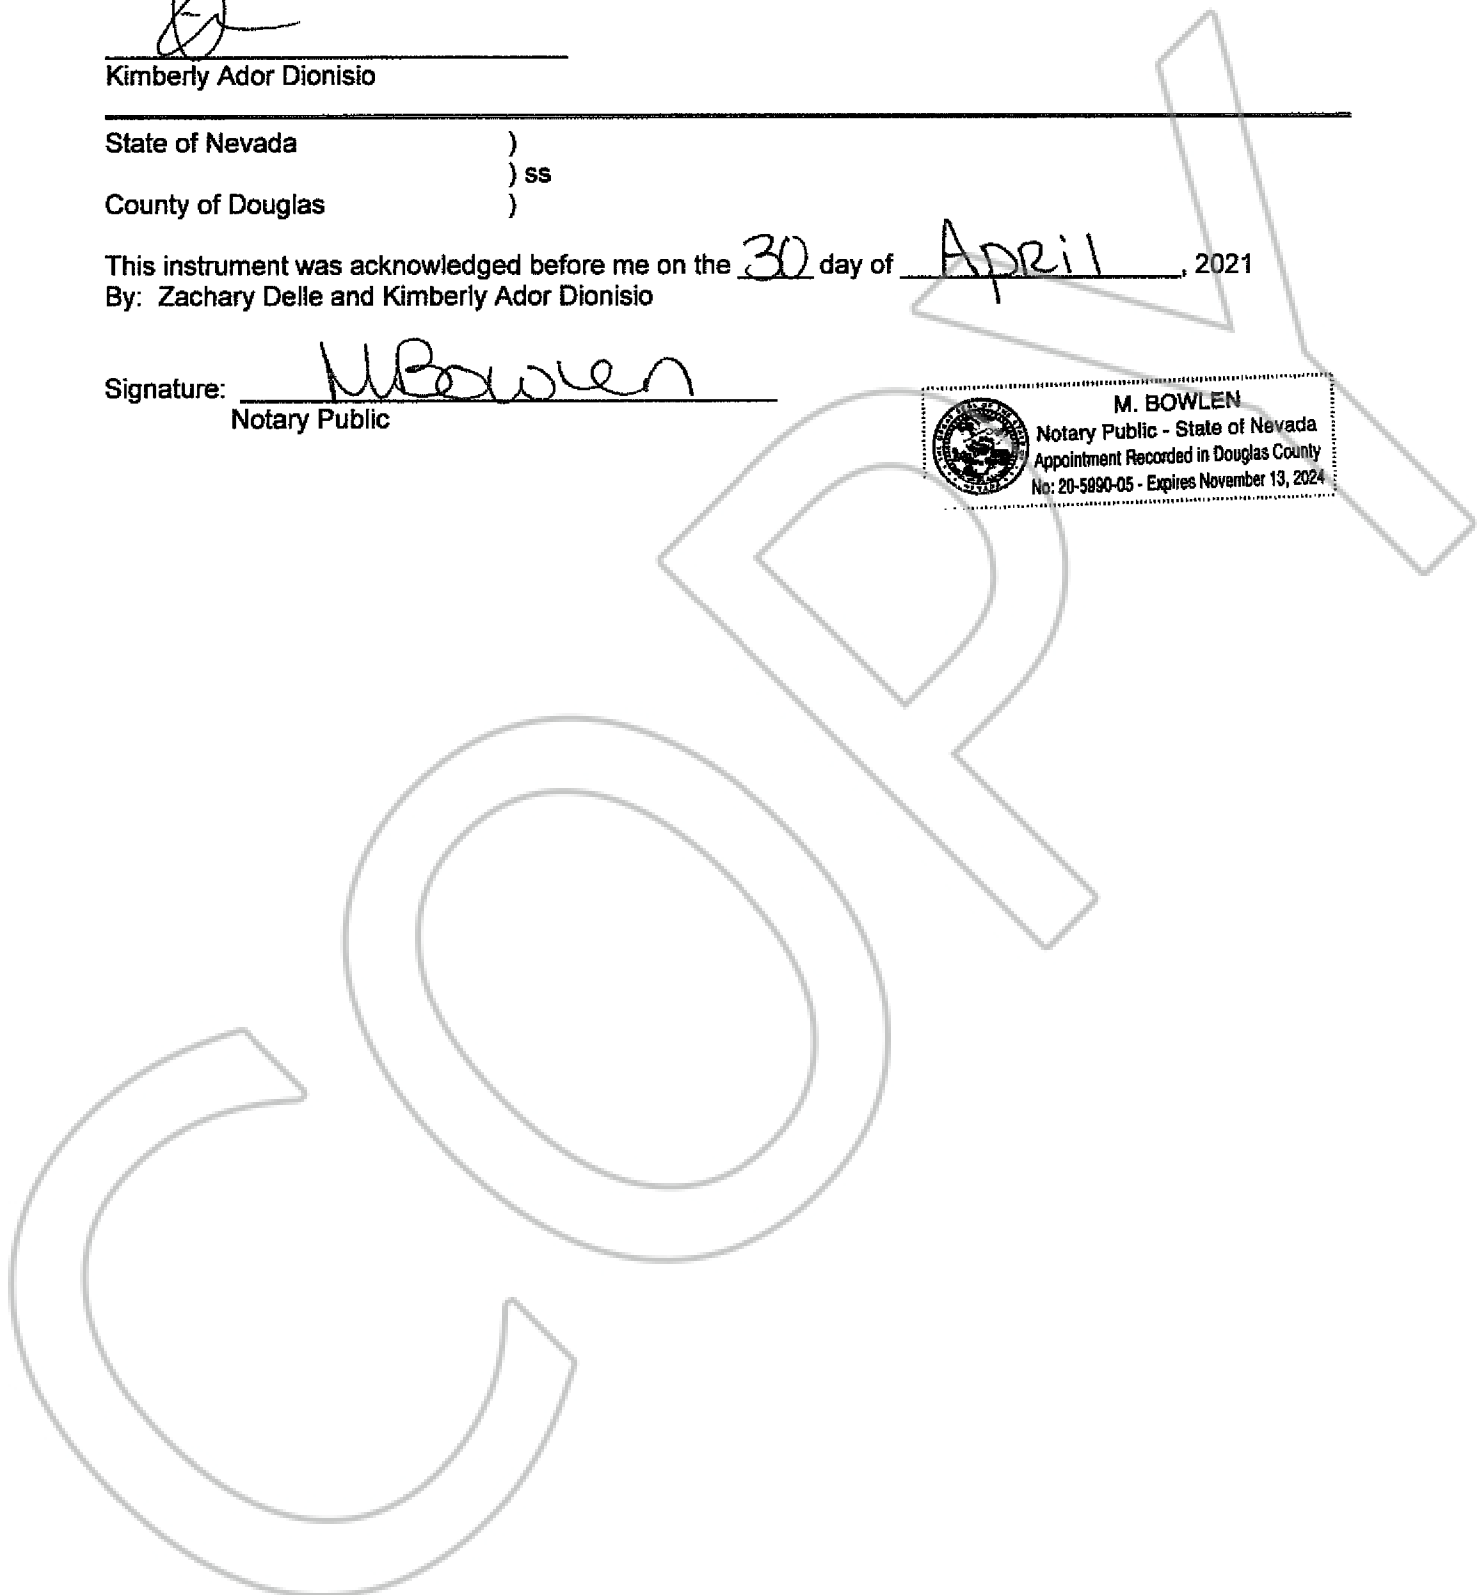 Kimberly Ador Dionisio
State of Nevada )
) ss
County of Douglas )
This instrument was acknowledged before me on the 30 day of April, 2021
By: Zachary Delle and Kimberly Ador Dionisio
Signature: MBowlen
Notary Public
M. BOWLEN
Notary Public - State of Nevada
Appointment Recorded in Douglas County
No: 20-5990-05 - Expires November 13, 2024
COPY